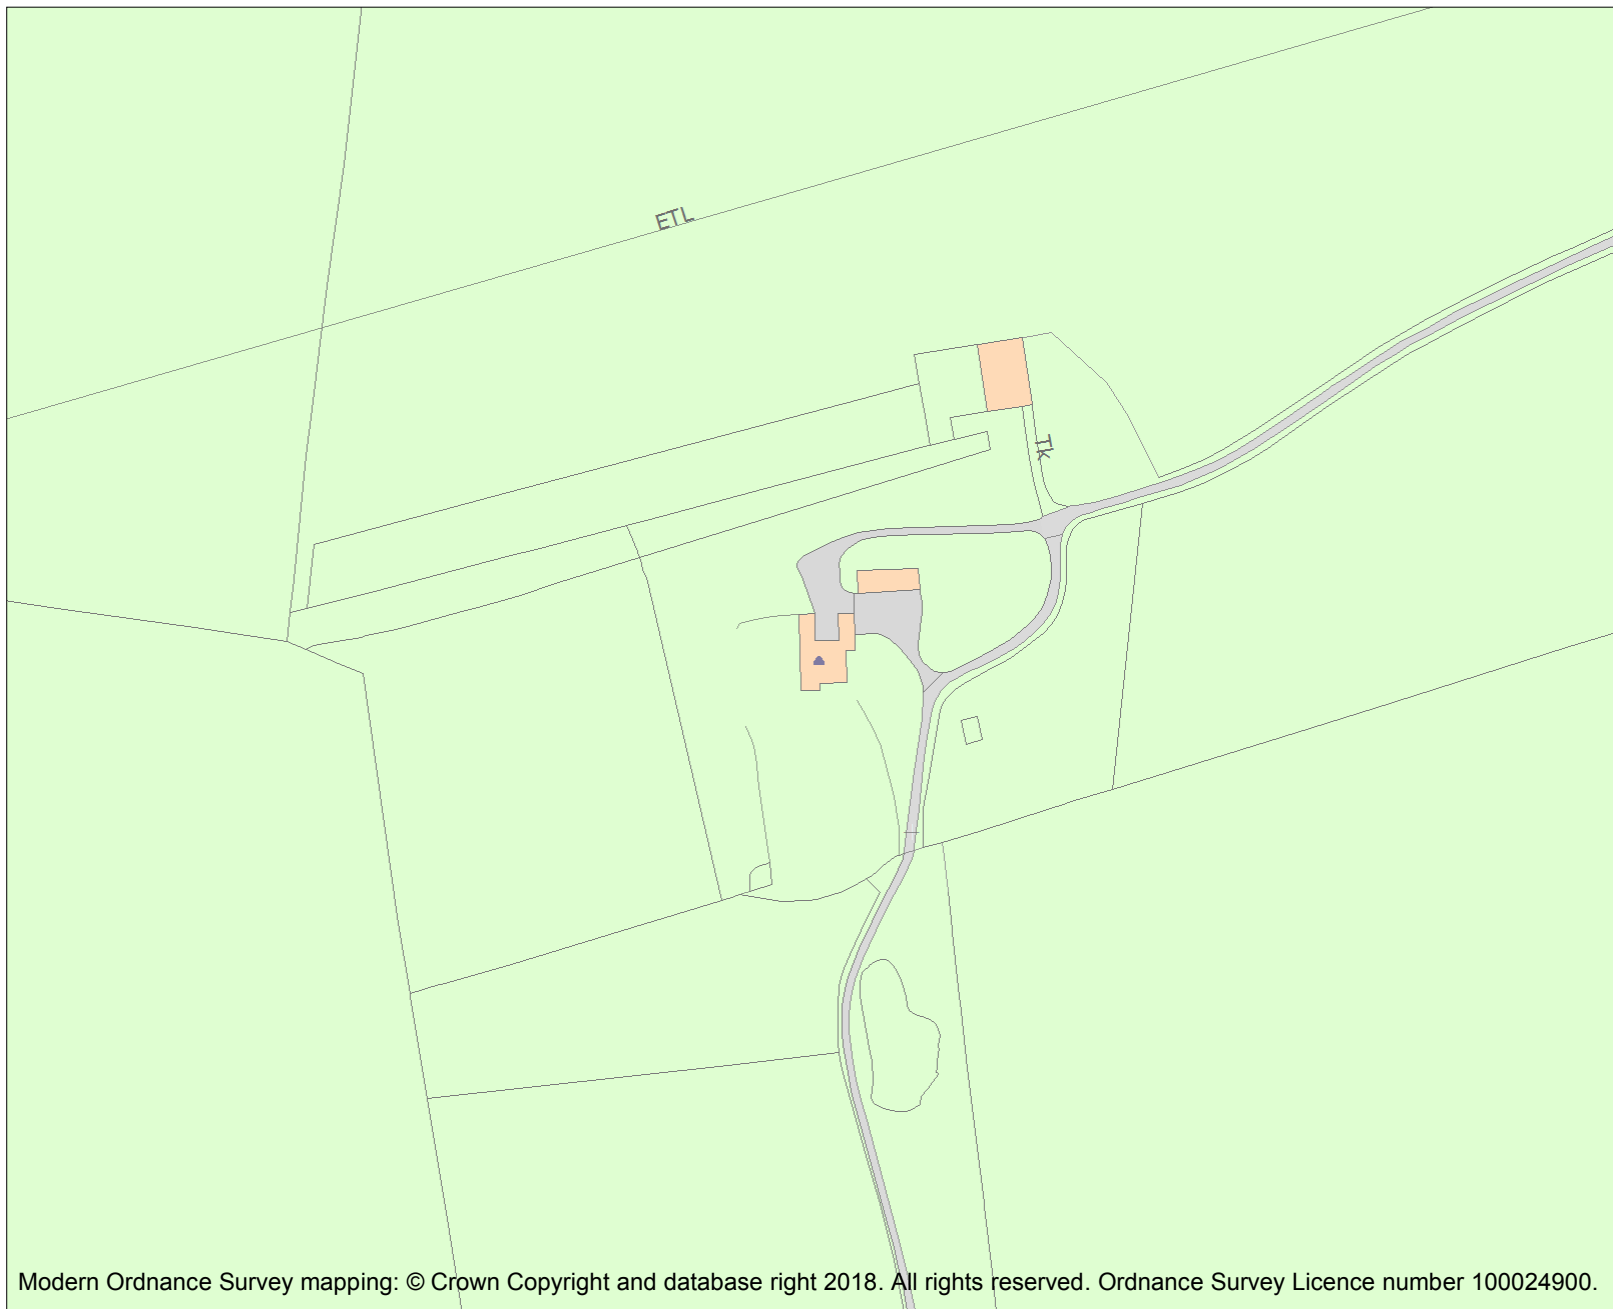 ETL
Tk
Modern Ordnance Survey mapping: © Crown Copyright and database right 2018. All rights reserved. Ordnance Survey Licence number 100024900.